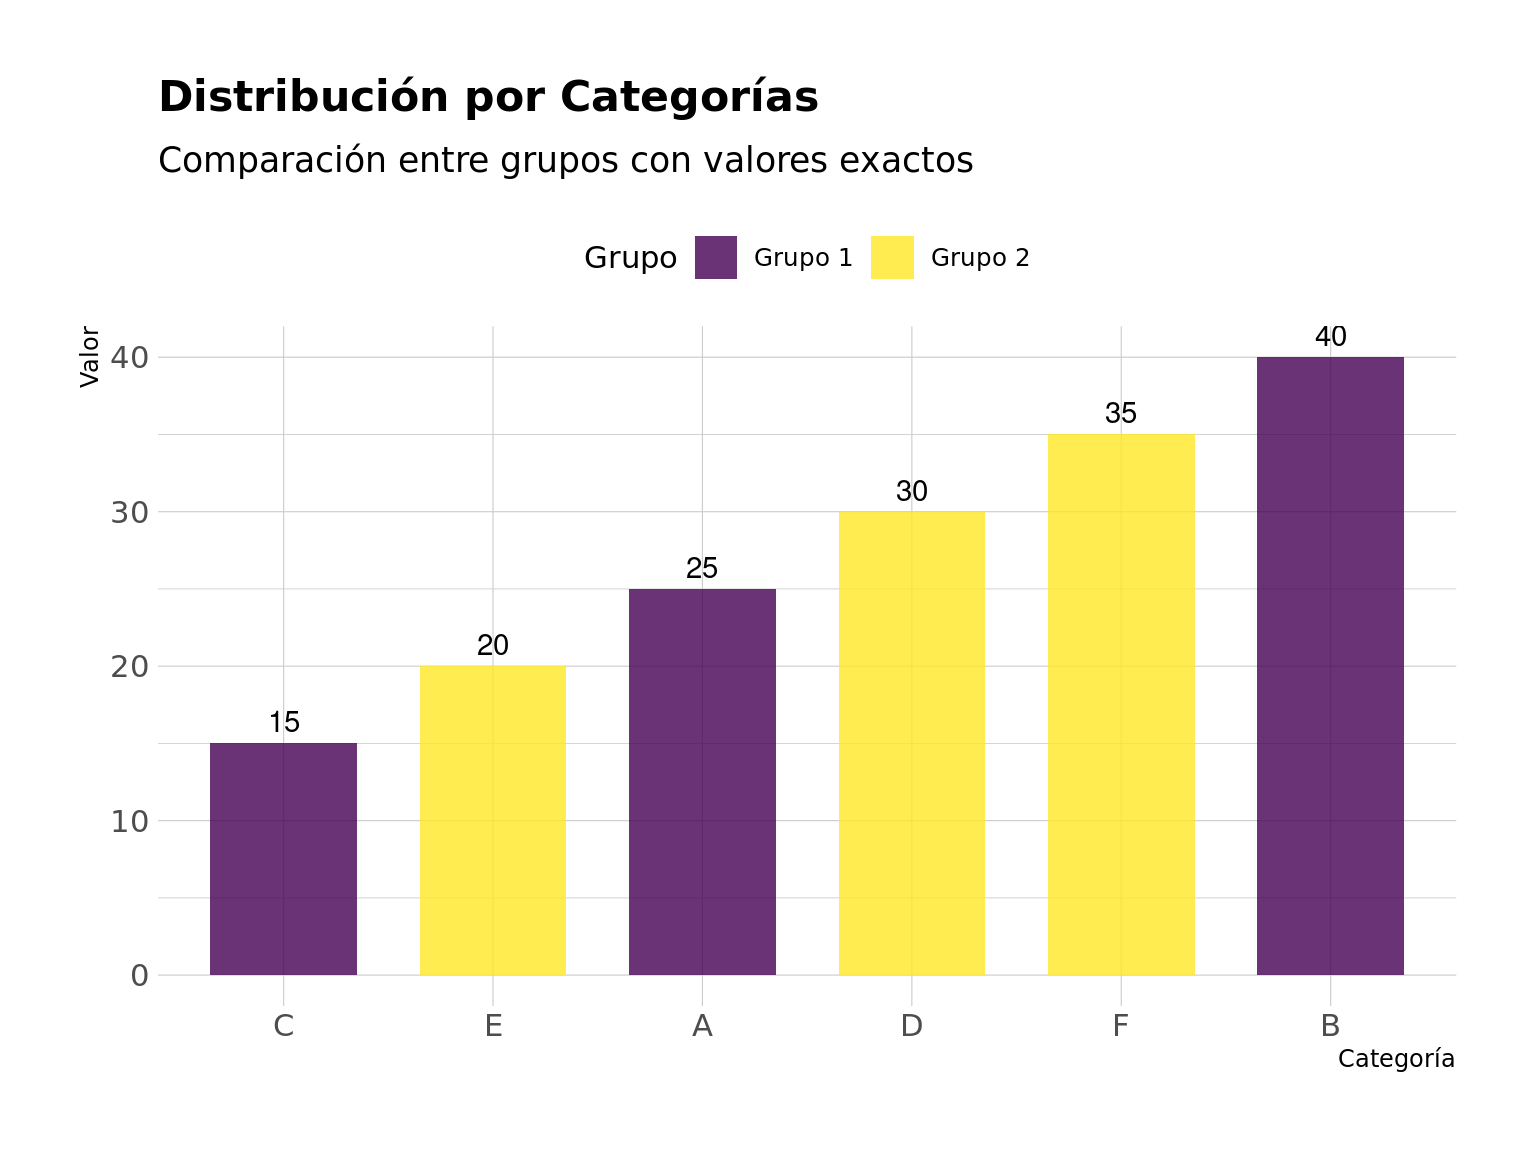 Distribución por Categorías
Comparación entre grupos con valores exactos
Grupo Grupo 1 Grupo 2
Valor
40
30
20
10
0
15
20
25
30
35
40
C E A D F B
Categoría